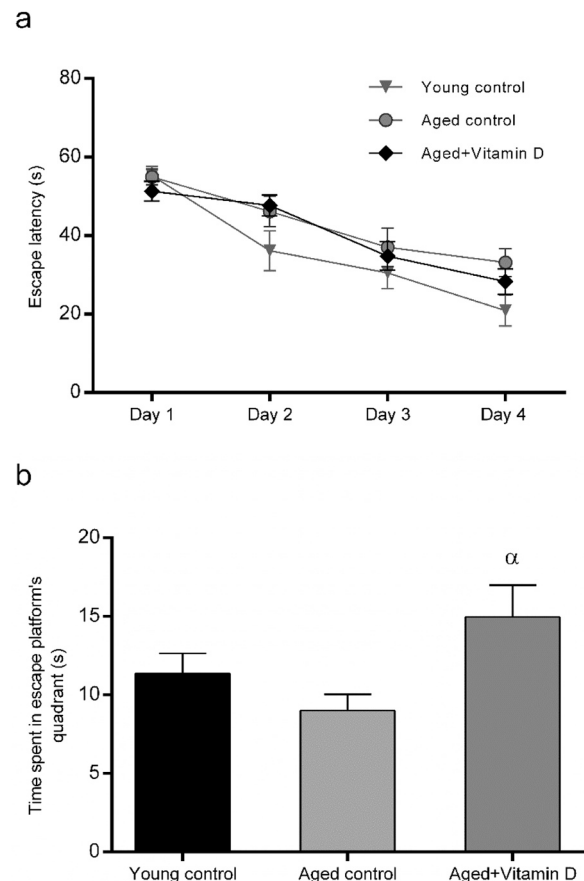 a
80
60
40
20
0
Escape latency (s)
Young control
Aged control
Aged+Vitamin D
Day 1
Day 2
Day 3
Day 4
b
20
15
10
5
0
Time spent in escape platform's
quadrant (s)
α
Young control
Aged control
Aged+Vitamin D